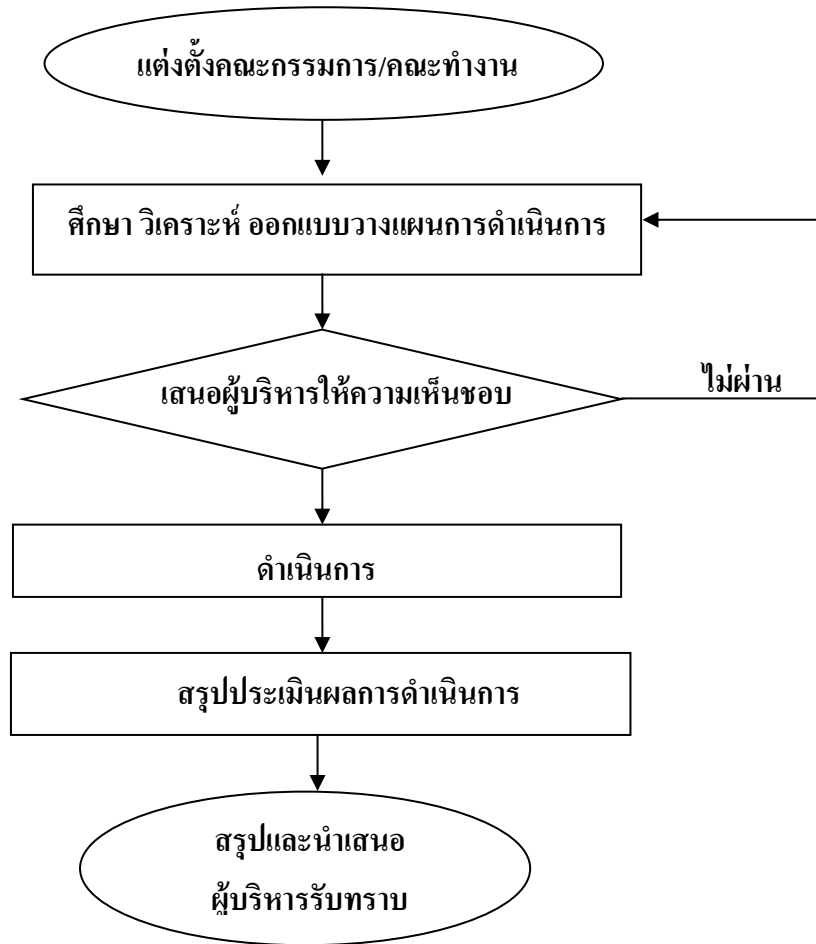 แต่งตั้งคณะกรรมการ/คณะทำงาน
ศึกษา วิเคราะห์ ออกแบบวางแผนการดำเนินการ
เสนอผู้บริหารให้ความเห็นชอบ
ไม่ผ่าน
ดำเนินการ
สรุปประเมินผลการดำเนินการ
สรุปและนำเสนอ
ผู้บริหารรับทราบ